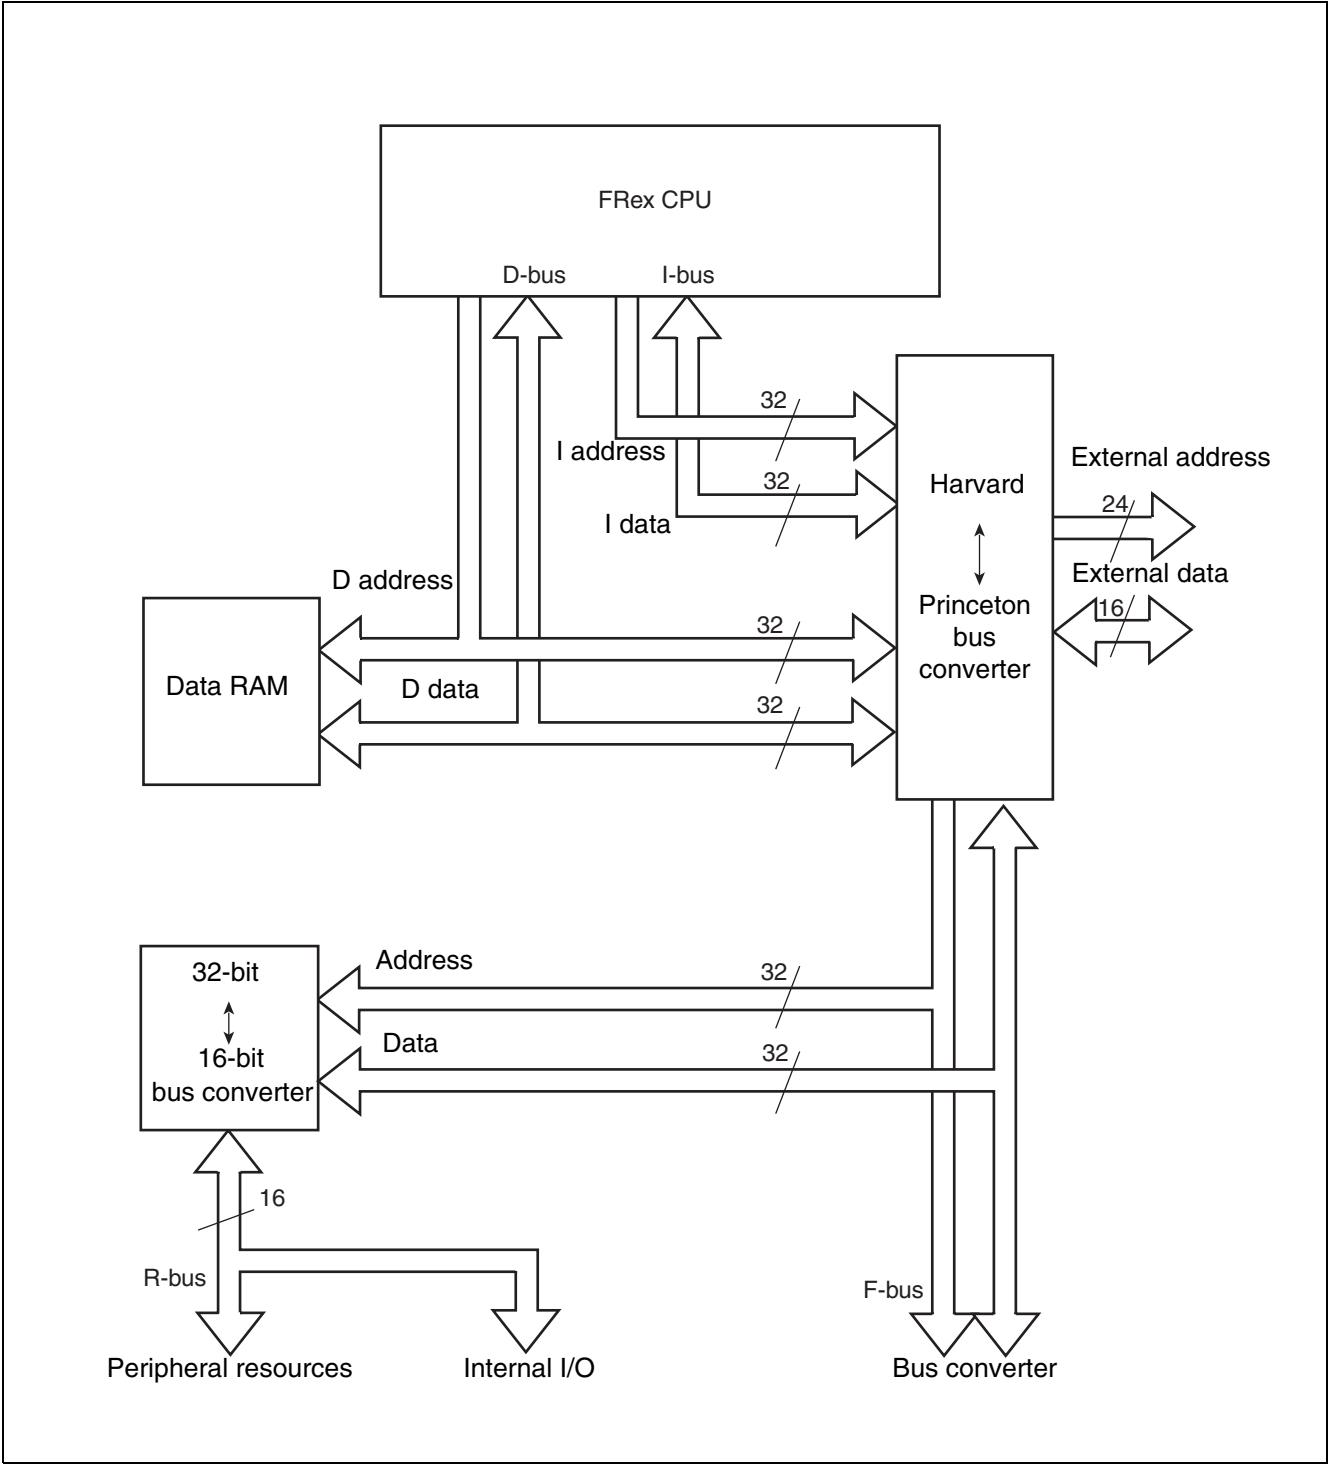 FRex CPU
D-bus
I-bus
32
I address
32
I data
Harvard
Princeton
bus
converter
External address
24
External data
16
D address
32
Data RAM
D data
32
32-bit
16-bit
bus converter
Address
32
Data
32
16
R-bus
F-bus
Peripheral resources
Internal I/O
Bus converter